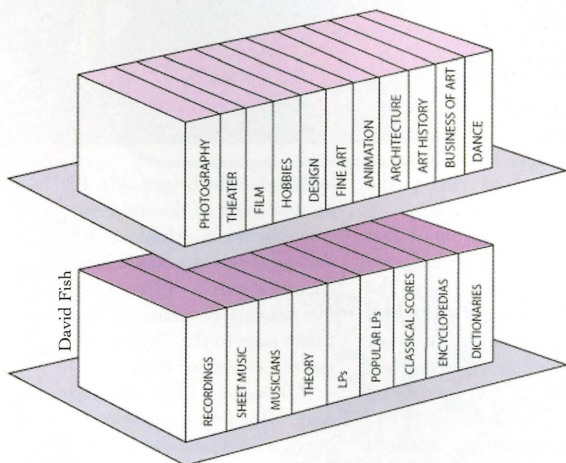 PHOTOGRAPHY
THEATER
FILM
HOBBIES
DESIGN
FINE ART
ANIMATION
ARCHITECTURE
ART HISTORY
BUSINESS OF ART
DANCE
David Fish
RECORDINGS
SHEET MUSIC
MUSICIANS
THEORY
LPs
POPULAR LPs
CLASSICAL SCORES
ENCYCLOPEDIAS
DICTIONARIES